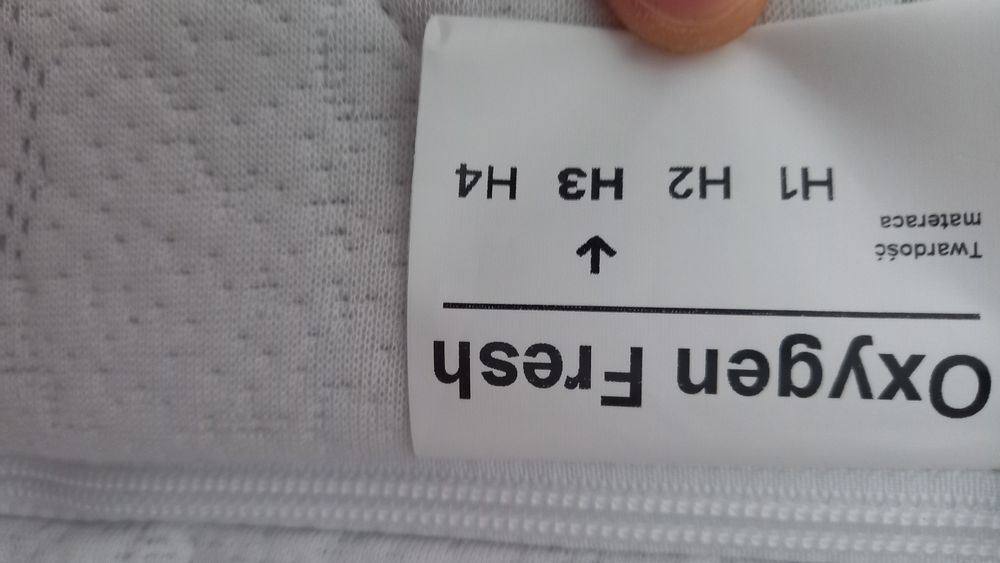 Oxygen Fresh
Twardość
materaca
H1 H2 H3 H4